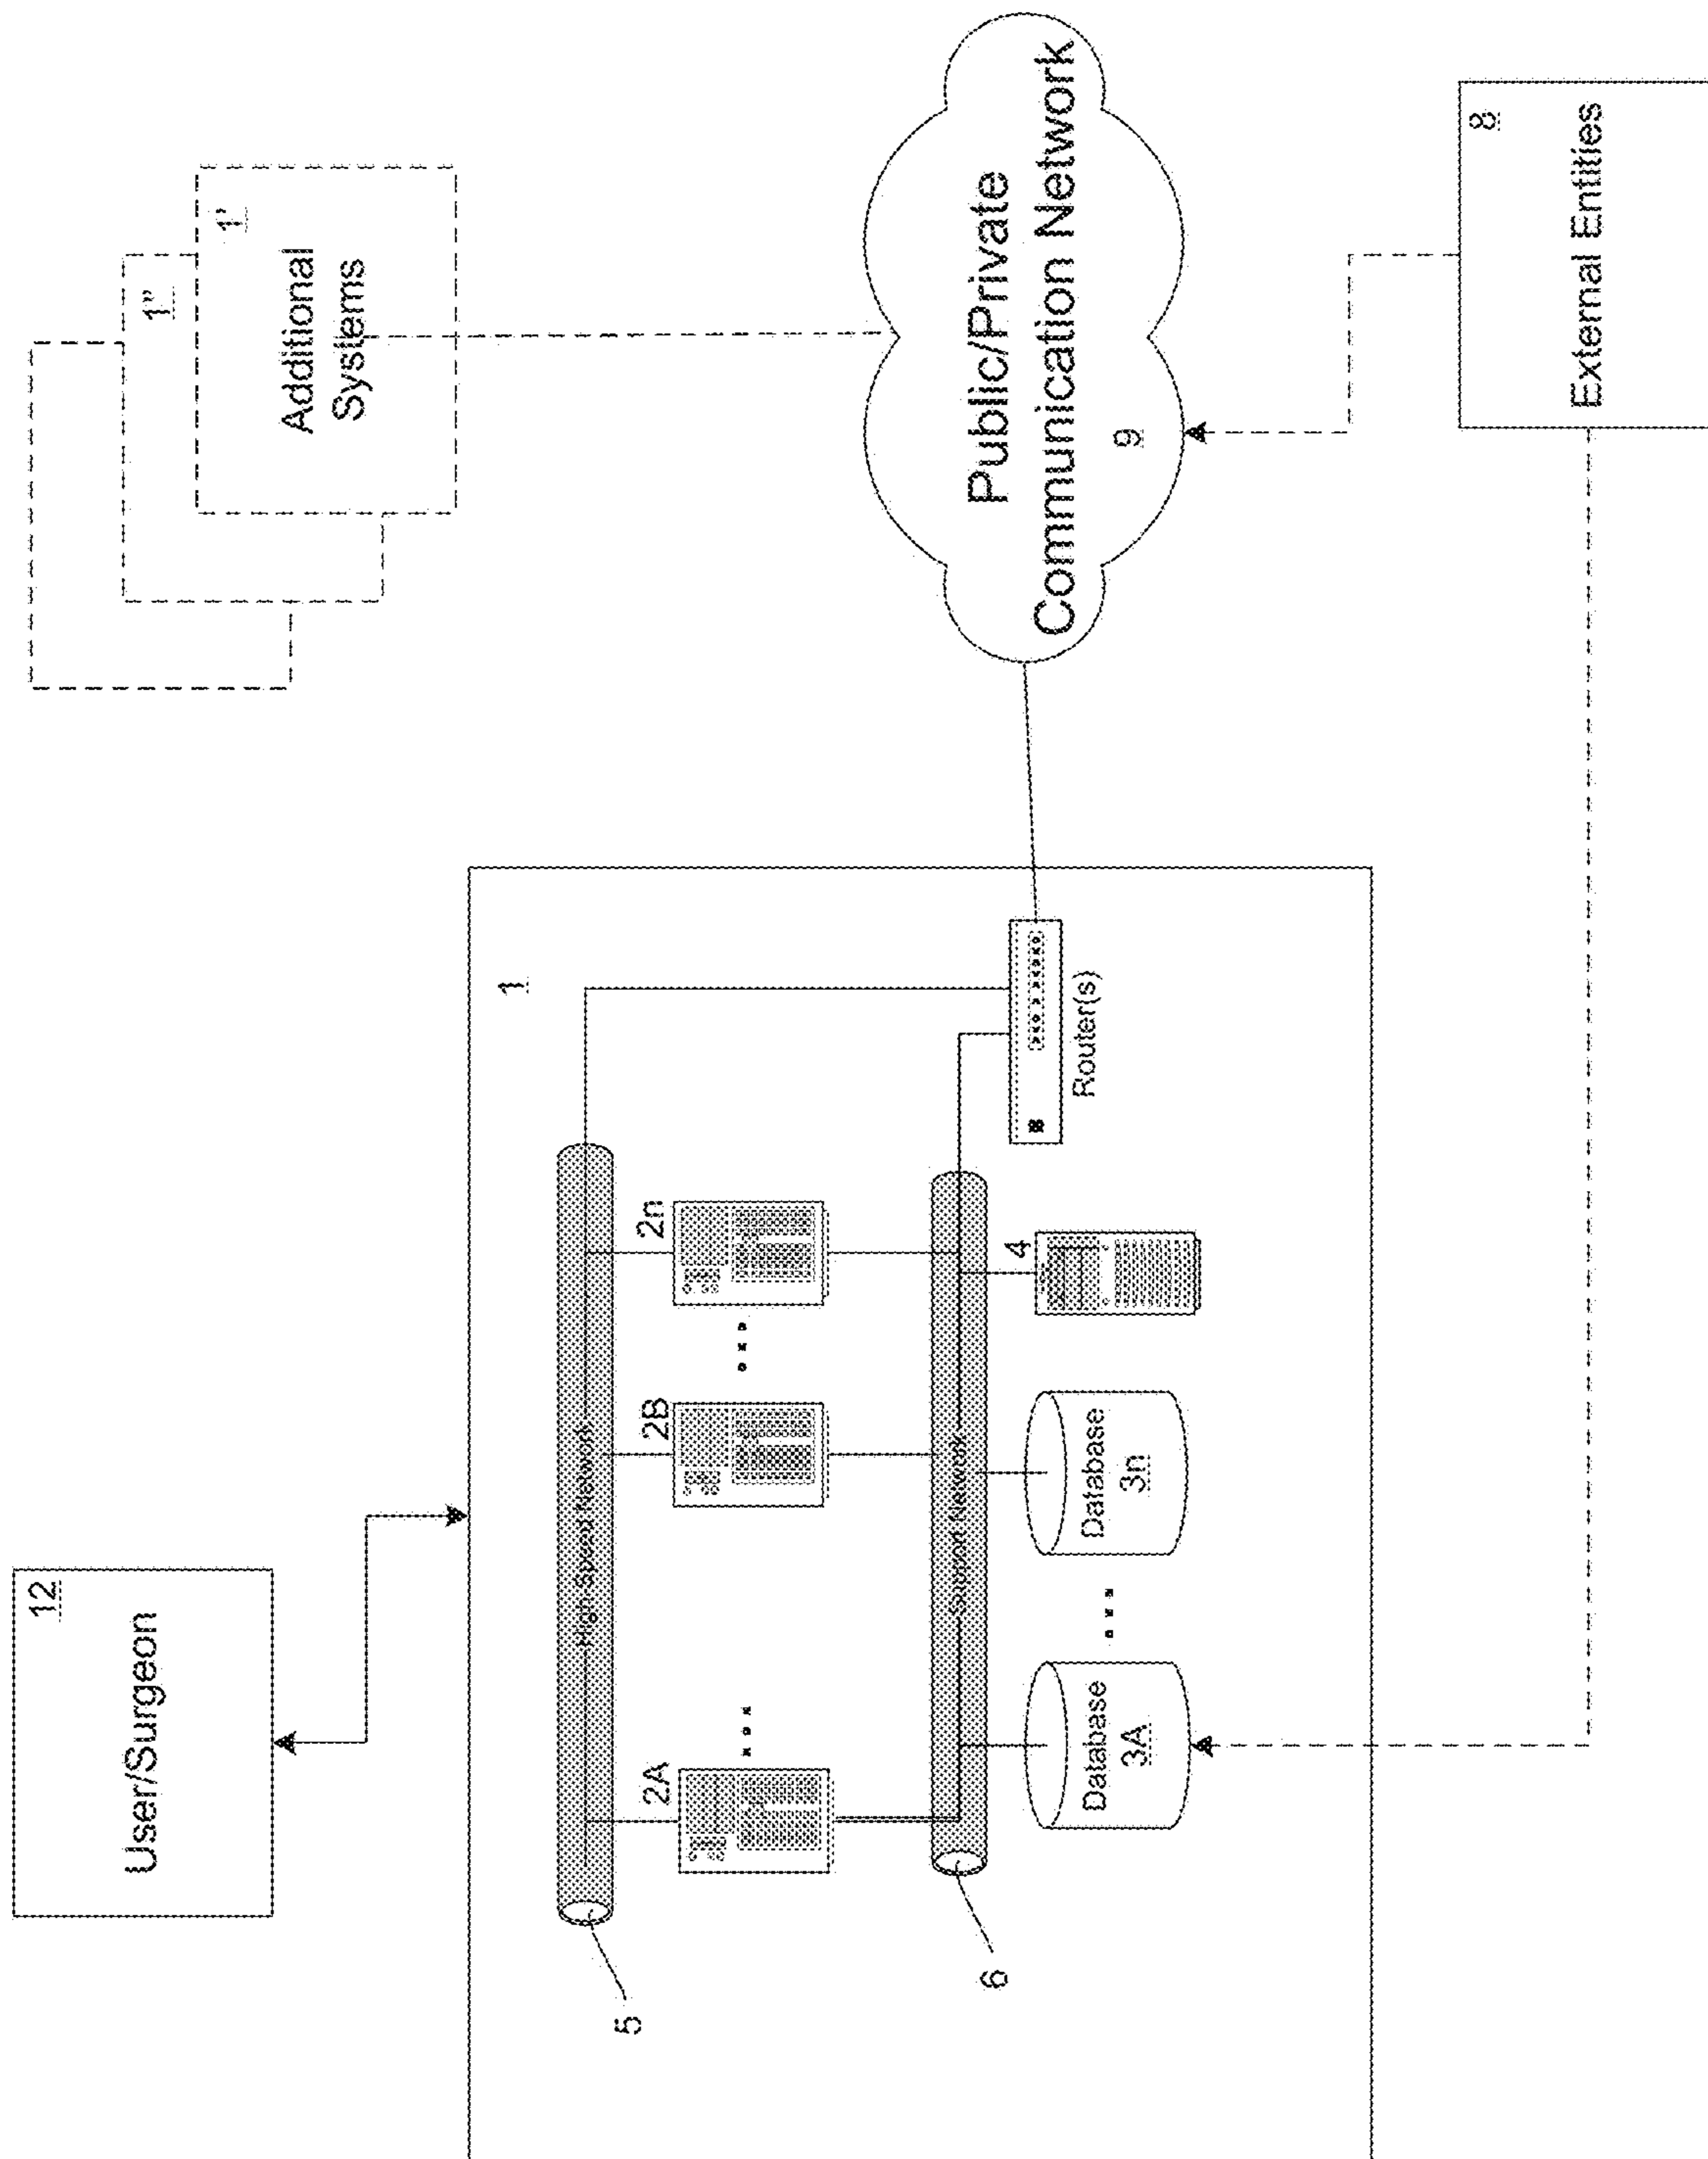 12
User/Surgeon
1"
1'
Additional
Systems
1
5
High-Speed Network
2A
2B
2n
6
Support Network
Database
3A
Database
3n
4
Router(s)
Public/Private
Communication Network
9
8
External Entities